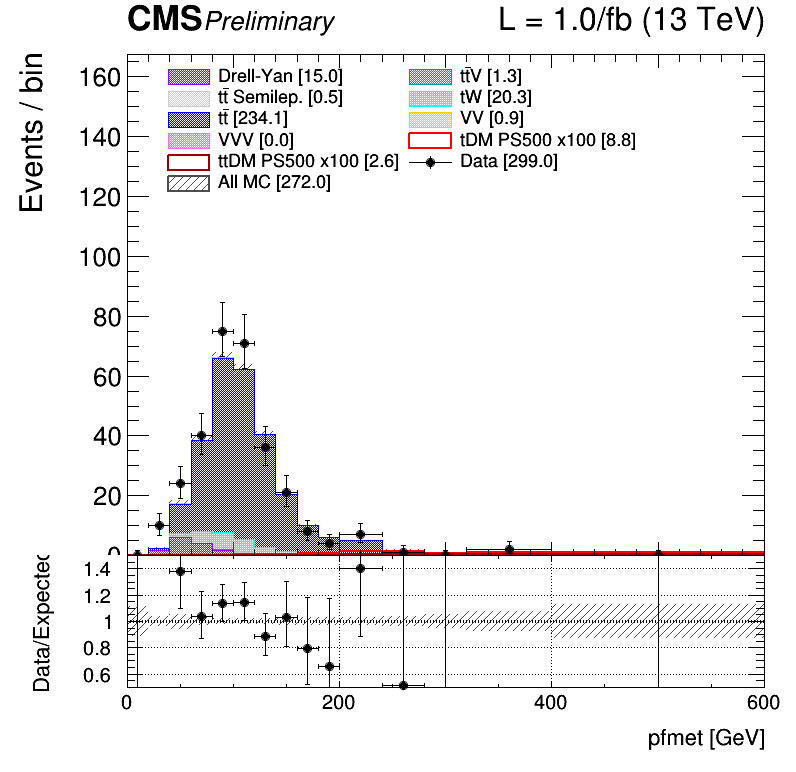 CMS Preliminary L = 1.0/fb (13 TeV)
Events / bin
160
140
120
100
80
60
40
20
0
Drell-Yan [15.0]
tt̄ Semilep. [0.5]
tt̄ [234.1]
VVV [0.0]
ttDM PS500 x100 [2.6]
All MC [272.0]
tt̄V [1.3]
tW [20.3]
VV [0.9]
tDM PS500 x100 [8.8]
Data [299.0]
Data/Expected
1.4
1.2
1
0.8
0.6
0 200 400 600
pfmet [GeV]